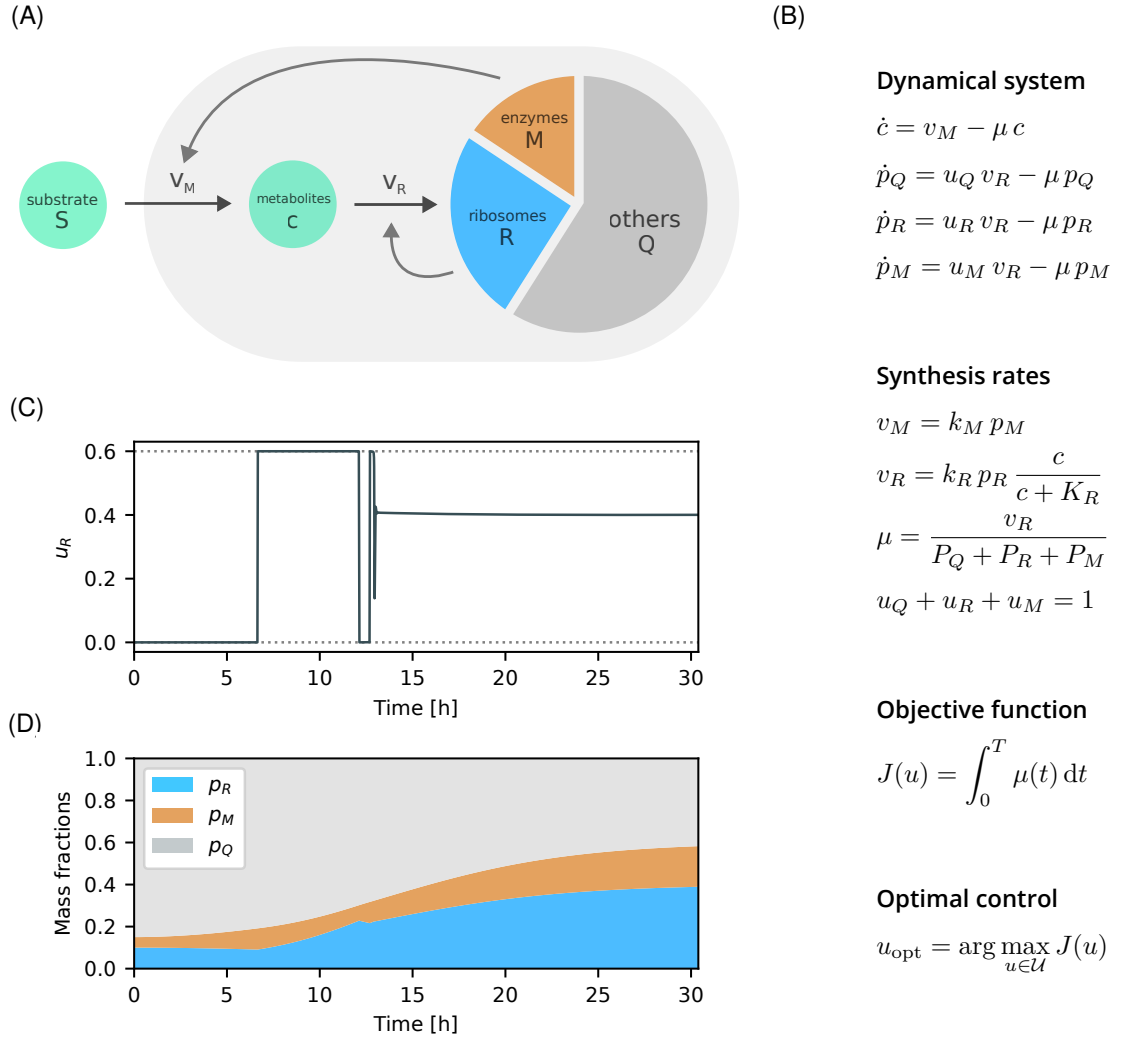 (A)
enzymes
M
substrate
S
v_M
metabolites
c
v_R
ribosomes
R
others
Q
(B)
Dynamical system
ċ = v_M − μ c
ṗ_Q = u_Q v_R − μ p_Q
ṗ_R = u_R v_R − μ p_R
ṗ_M = u_M v_R − μ p_M
Synthesis rates
v_M = k_M p_M
v_R = k_R p_R c / (c + K_R)
μ = v_R / (P_Q + P_R + P_M)
u_Q + u_R + u_M = 1
Objective function
J(u) = ∫_0^T μ(t) dt
Optimal control
u_opt = arg max_{u∈𝒰} J(u)
(C)
u_R
0.6
0.4
0.2
0.0
0 5 10 15 20 25 30
Time [h]
(D)
Mass fractions
1.0
0.8
0.6
0.4
0.2
0.0
p_R
p_M
p_Q
0 5 10 15 20 25 30
Time [h]